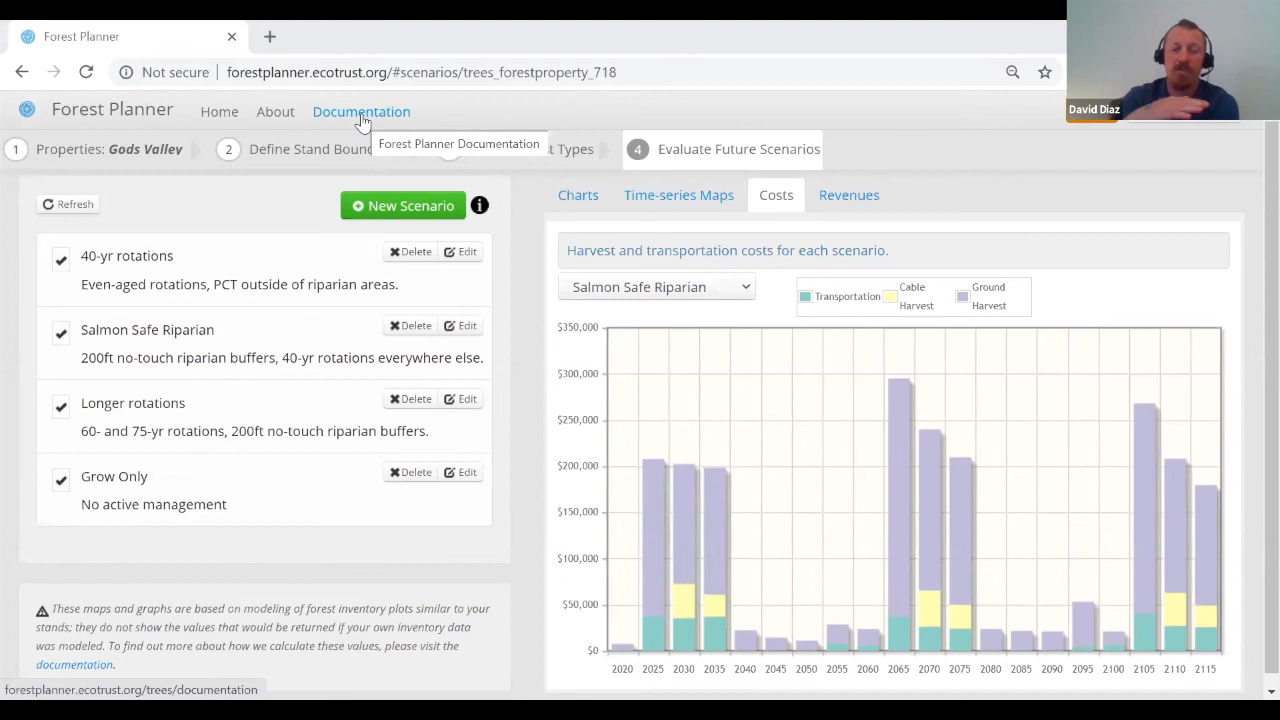 Forest Planner
Not secure
forestplanner.ecotrust.org/#scenarios/trees_forestproperty_718
David Diaz
Forest Planner Home About Documentation
Forest Planner Documentation
1 Properties: Gods Valley 2 Define Stand Bound t Types 4 Evaluate Future Scenarios
Refresh New Scenario
40-yr rotations Delete Edit
Even-aged rotations, PCT outside of riparian areas.
Salmon Safe Riparian Delete Edit
200ft no-touch riparian buffers, 40-yr rotations everywhere else.
Longer rotations Delete Edit
60- and 75-yr rotations, 200ft no-touch riparian buffers.
Grow Only Delete Edit
No active management
These maps and graphs are based on modeling of forest inventory plots similar to your
stands; they do not show the values that would be returned if your own inventory data
was modeled. To find out more about how we calculate these values, please visit the
documentation.
forestplanner.ecotrust.org/trees/documentation
Charts Time-series Maps Costs Revenues
Harvest and transportation costs for each scenario.
Salmon Safe Riparian
Transportation
Cable
Harvest
Ground
Harvest
$350,000
$300,000
$250,000
$200,000
$150,000
$100,000
$50,000
$0
2020 2025 2030 2035 2040 2045 2050 2055 2060 2065 2070 2075 2080 2085 2090 2095 2100 2105 2110 2115